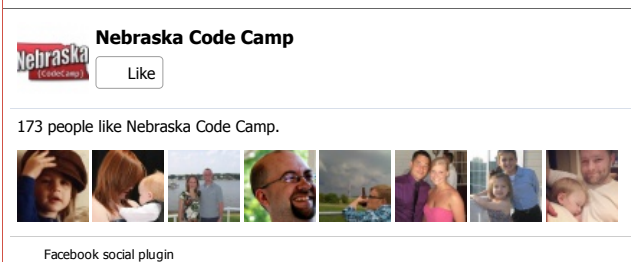 Nebraska
{CodeCamp}
Nebraska Code Camp
Like
173 people like Nebraska Code Camp.
Facebook social plugin